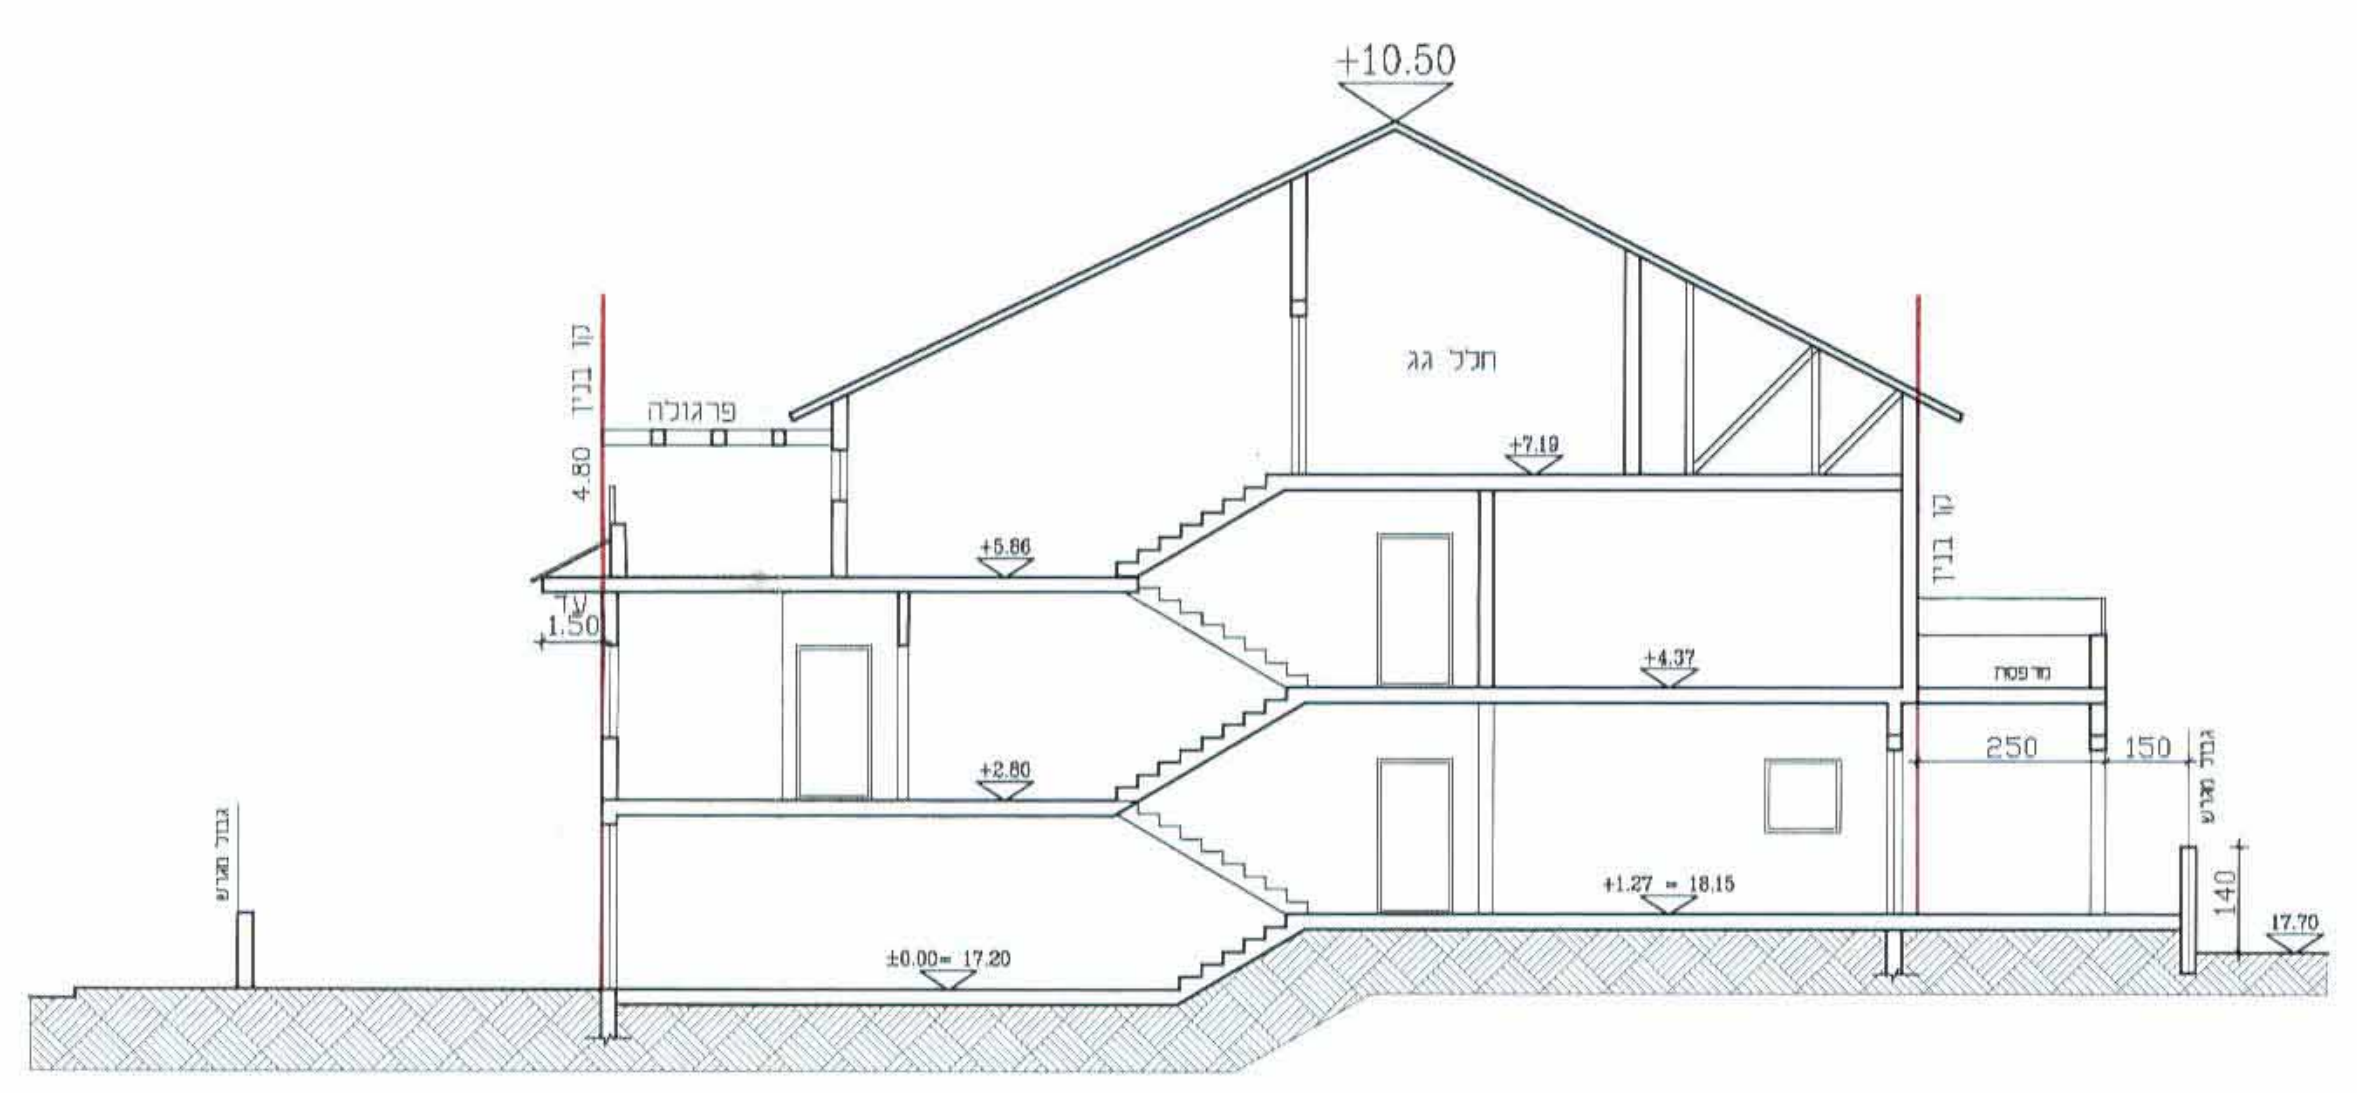 +10.50
קו בנין 4.80
פרגולה
חלל גג
+7.19
קו בנין
+5.86
עד
1.50
+4.37
מרפסת
250
150
גבול מגרש
+2.80
גבול מגרש
+1.27 = 18.15
140
17.70
±0.00= 17.20